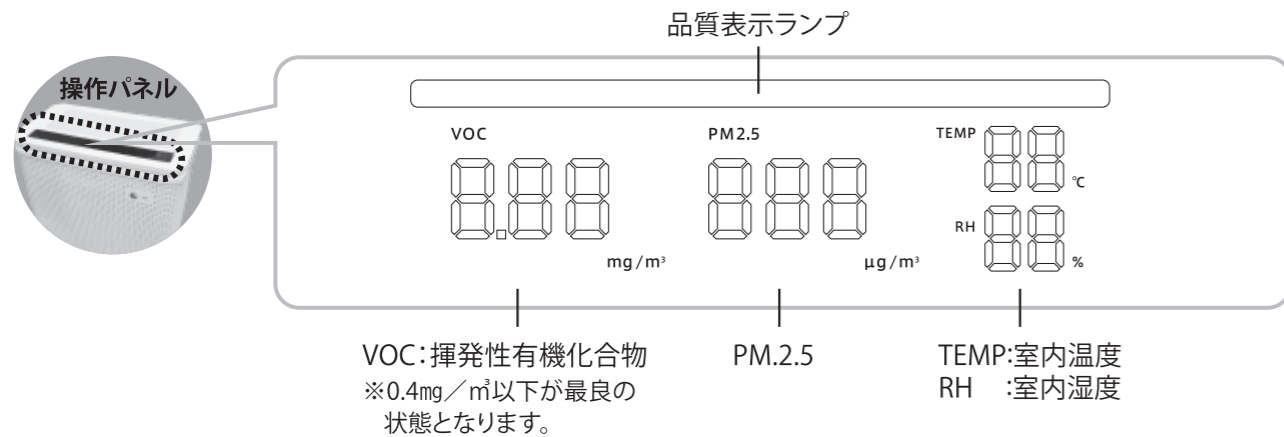 品質表示ランプ
操作パネル
VOC
PM2.5
TEMP
℃
RH
%
mg/m³
μg/m³
VOC：揮発性有機化合物
※0.4㎎／㎥以下が最良の
状態となります。
PM.2.5
TEMP:室内温度
RH :室内湿度